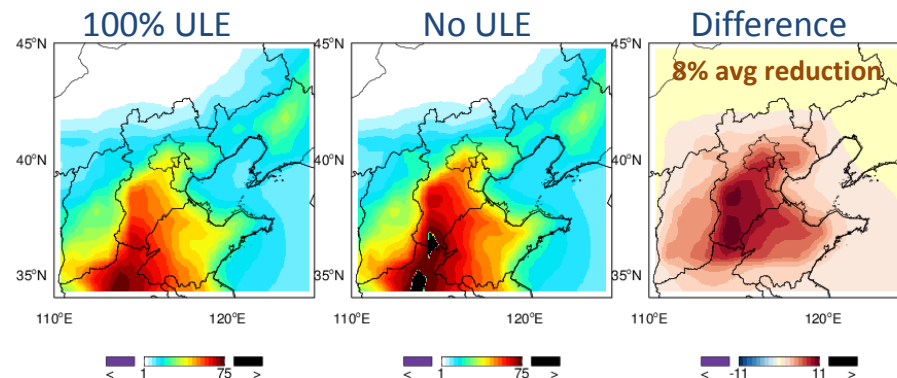 100% ULE No ULE Difference
45°N 45°N
8% avg reduction
40°N 40°N 40°N
35°N 35°N 35°N
110°E 120°E 110°E 120°E 110°E 120°E
< 1 75 > < 1 75 > < -11 11 >